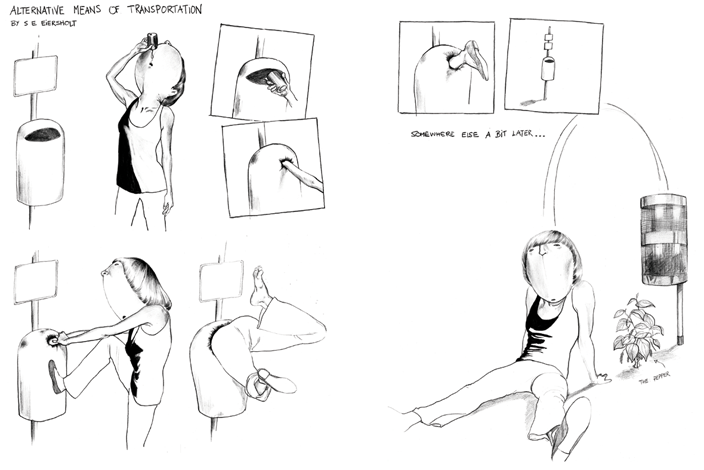 ALTERNATIVE MEANS OF TRANSPORTATION
BY S E EIERSHOLT
SOMEWHERE ELSE A BIT LATER...
THE PEPPER